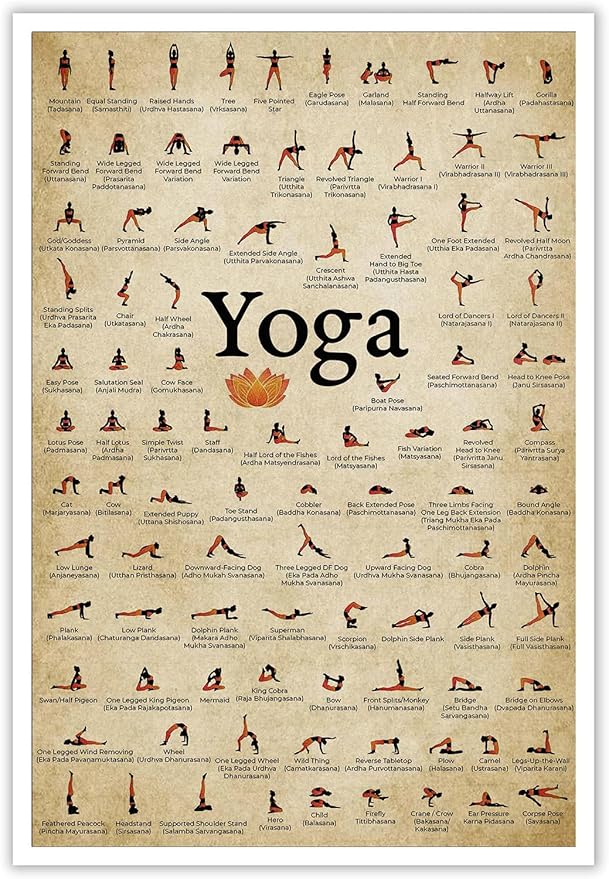 Mountain
(Tadasana)
Equal Standing
(Samasthiti)
Raised Hands
(Urdhva Hastasana)
Tree
(Vrksasana)
Five Pointed
Star
Eagle Pose
(Garudasana)
Garland
(Malasana)
Standing
Half Forward Bend
Halfway Lift
(Ardha
Uttanasana)
Gorilla
(Padahastasana)
Standing
Forward Bend
(Uttanasana)
Wide Legged
Forward Bend
(Prasarita
Paddotanasana)
Wide Legged
Forward Bend
Variation
Wide Legged
Forward Bend
Variation
Triangle
(Utthita
Trikonasana)
Revolved Triangle
(Parivrtta
Trikonasana)
Warrior I
(Virabhadrasana I)
Warrior II
(Virabhadrasana II)
Warrior III
(Virabhadrasana III)
God/Goddess
(Utkata Konasana)
Pyramid
(Parsvottanasana)
Side Angle
(Parsvakonasana)
Extended Side Angle
(Utthita Parvakonasana)
Crescent
(Utthita Ashwa
Sanchalanasana)
Extended
Hand to Big Toe
(Utthita Hasta
Padangusthasana)
One Foot Extended
(Uthia Eka Padasana)
Revolved Half Moon
(Parivrtta
Ardha Chandrasana)
Standing Splits
(Urdhva Prasarita
Eka Padasana)
Chair
(Utkatasana)
Half Wheel
(Ardha
Chakrasana)
Yoga
Lord of Dancers I
(Natarajasana I)
Lord of Dancers II
(Natarajasana II)
Easy Pose
(Sukhasana)
Salutation Seal
(Anjali Mudra)
Cow Face
(Gomukhasana)
Boat Pose
(Paripurna Navasana)
Seated Forward Bend
(Paschimottanasana)
Head to Knee Pose
(Janu Sirsasana)
Lotus Pose
(Padmasana)
Half Lotus
(Ardha
Padmasana)
Simple Twist
(Parivrtta
Sukhasana)
Staff
(Dandasana)
Half Lord of the Fishes
(Ardha Matsyendrasana)
Lord of the Fishes
(Matsyasana)
Fish Variation
(Matsyasana)
Revolved
Head to Knee
(Parivritta Janu
Sirsasana)
Compass
(Parivrtta Surya
Yantrasana)
Cat
(Marjaryasana)
Cow
(Bitilasana)
Extended Puppy
(Uttana Shishosana)
Toe Stand
(Padangusthasana)
Cobbler
(Baddha Konasana)
Back Extended Pose
(Paschimottanasana)
Three Limbs Facing
One Leg Back Extension
(Triang Mukha Eka Pada
Paschimottanasana)
Bound Angle
(Baddha Konasana)
Low Lunge
(Anjaneyasana)
Lizard
(Utthan Pristhasana)
Downward-Facing Dog
(Adho Mukah Svanasana)
Three Legged DF Dog
(Eka Pada Adho
Mukha Svanasana)
Upward Facing Dog
(Urdhva Mukha Svanasana)
Cobra
(Bhujangasana)
Dolphin
(Ardha Pincha
Mayurasana)
Plank
(Phalakasana)
Low Plank
(Chaturanga Dandasana)
Dolphin Plank
(Makara Adho
Mukha Svanasana)
Superman
(Viparita Shalabhasana)
Scorpion
(Vrschikasana)
Dolphin Side Plank
Side Plank
(Vasisthasana)
Full Side Plank
(Full Vasisthasana)
Swan/Half Pigeon
One Legged King Pigeon
(Eka Pada Rajakapotasana)
Mermaid
King Cobra
(Raja Bhujangasana)
Bow
(Dhanurasana)
Front Splits/Monkey
(Hanumanasana)
Bridge
(Setu Bandha
Sarvangasana)
Bridge on Elbows
(Dvapada Dhanurasana)
One Legged Wind Removing
(Eka Pada Pavanamuktasana)
Wheel
(Urdhva Dhanurasana)
One Legged Wheel
(Eka Pada Urdhva
Dhanurasana)
Wild Thing
(Camatkarasana)
Reverse Tabletop
(Ardha Purvottanasana)
Plow
(Halasana)
Camel
(Ustrasana)
Legs-Up-the-Wall
(Viparita Karani)
Feathered Peacock
(Pincha Mayurasana)
Headstand
(Sirsasana)
Supported Shoulder Stand
(Salamba Sarvangasana)
Hero
(Virasana)
Child
(Balasana)
Firefly
Tittibhasana
Crane / Crow
(Bakasana/
Kakasana)
Ear Pressure
Karna Pidasana
Corpse Pose
(Savasana)